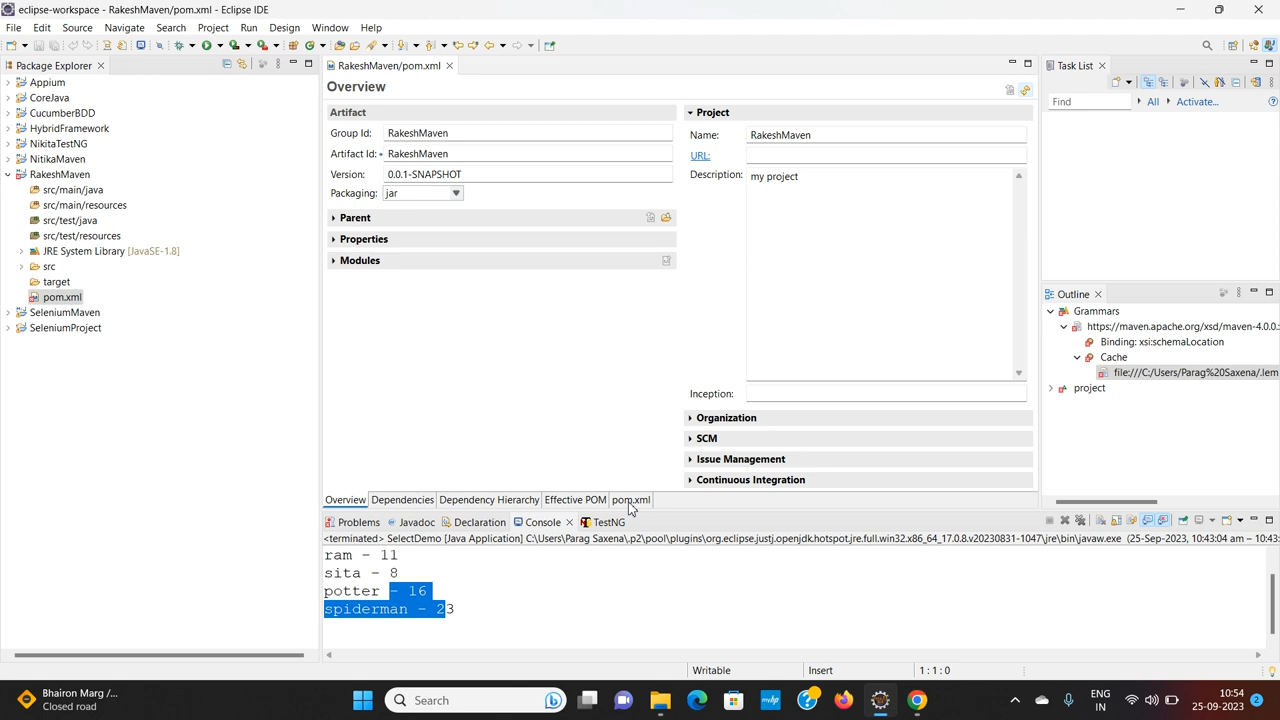 eclipse-workspace - RakeshMaven/pom.xml - Eclipse IDE
File Edit Source Navigate Search Project Run Design Window Help
Package Explorer
Appium
CoreJava
CucumberBDD
HybridFramework
NikitaTestNG
NitikaMaven
RakeshMaven
src/main/java
src/main/resources
src/test/java
src/test/resources
JRE System Library [JavaSE-1.8]
src
target
pom.xml
SeleniumMaven
SeleniumProject
RakeshMaven/pom.xml
Overview
Artifact
Group Id: RakeshMaven
Artifact Id: RakeshMaven
Version: 0.0.1-SNAPSHOT
Packaging: jar
Parent
Properties
Modules
Project
Name: RakeshMaven
URL:
Description: my project
Inception:
Organization
SCM
Issue Management
Continuous Integration
Overview Dependencies Dependency Hierarchy Effective POM pom.xml
Task List
Find All Activate...
Outline
Grammars
https://maven.apache.org/xsd/maven-4.0.0.
Binding: xsi:schemaLocation
Cache
file:///C:/Users/Parag%20Saxena/.lem
project
Problems Javadoc Declaration Console TestNG
<terminated> SelectDemo [Java Application] C:\Users\Parag Saxena\.p2\pool\plugins\org.eclipse.justj.openjdk.hotspot.jre.full.win32.x86_64_17.0.8.v20230831-1047\jre\bin\javaw.exe (25-Sep-2023, 10:43:04 am – 10:43:
ram - 11
sita - 8
potter - 16
spiderman - 23
Writable Insert 1 : 1 : 0
Bhairon Marg /...
Closed road
Search
ENG
IN
10:54
25-09-2023
2